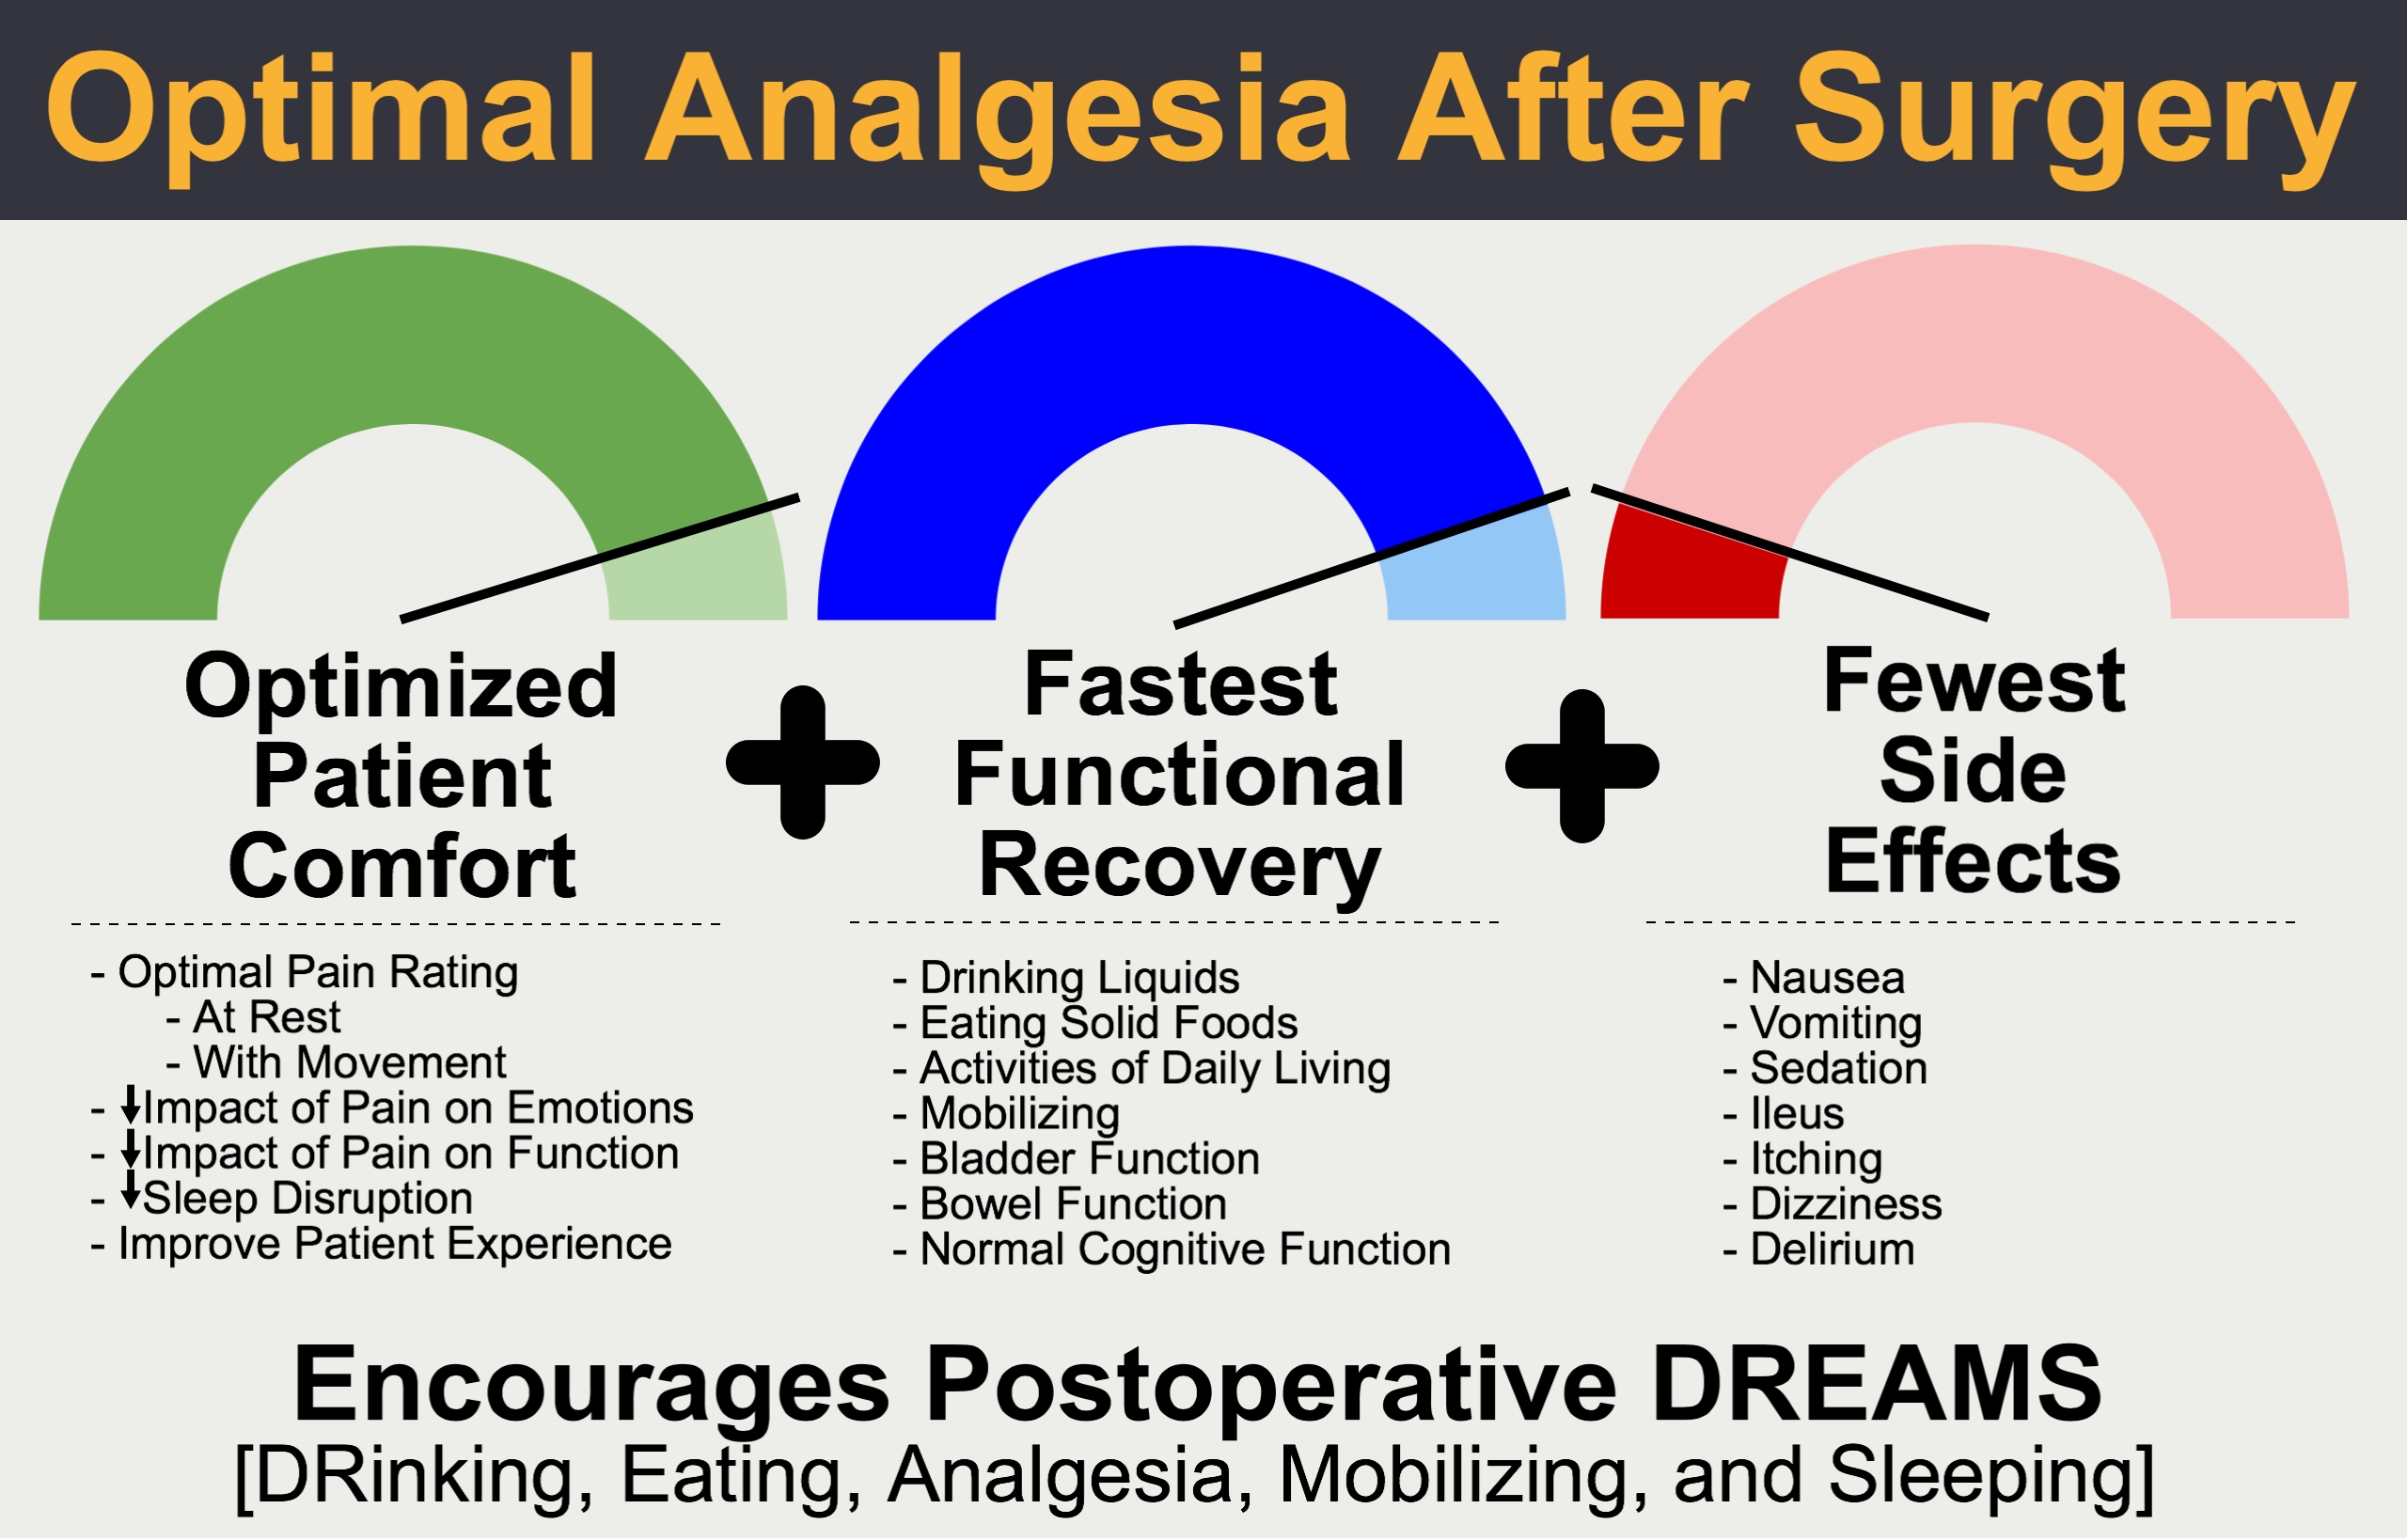 Optimal Analgesia After Surgery
Optimized
Patient
Comfort
- Optimal Pain Rating
- At Rest
- With Movement
- ↓Impact of Pain on Emotions
- ↓Impact of Pain on Function
- ↓Sleep Disruption
- Improve Patient Experience
+
Fastest
Functional
Recovery
- Drinking Liquids
- Eating Solid Foods
- Activities of Daily Living
- Mobilizing
- Bladder Function
- Bowel Function
- Normal Cognitive Function
+
Fewest
Side
Effects
- Nausea
- Vomiting
- Sedation
- Ileus
- Itching
- Dizziness
- Delirium
Encourages Postoperative DREAMS
[DRinking, Eating, Analgesia, Mobilizing, and Sleeping]